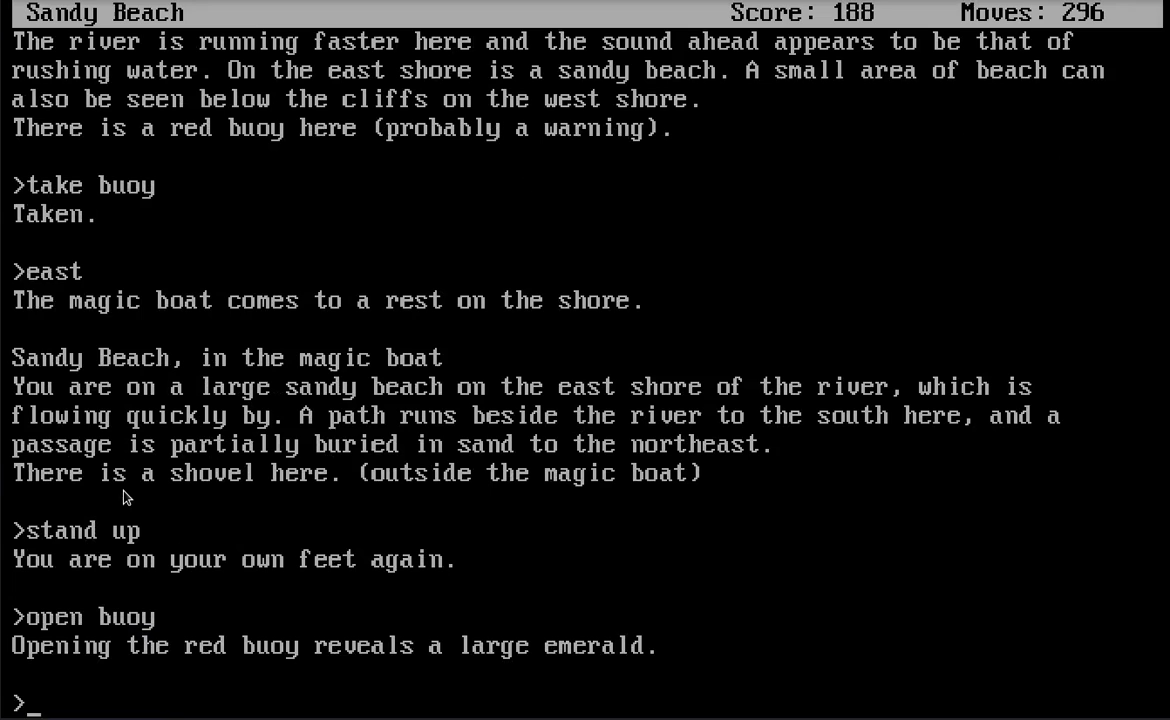 Sandy Beach Score: 188 Moves: 296
The river is running faster here and the sound ahead appears to be that of
rushing water. On the east shore is a sandy beach. A small area of beach can
also be seen below the cliffs on the west shore.
There is a red buoy here (probably a warning).
>take buoy
Taken.
>east
The magic boat comes to a rest on the shore.
Sandy Beach, in the magic boat
You are on a large sandy beach on the east shore of the river, which is
flowing quickly by. A path runs beside the river to the south here, and a
passage is partially buried in sand to the northeast.
There is a shovel here. (outside the magic boat)
>stand up
You are on your own feet again.
>open buoy
Opening the red buoy reveals a large emerald.
>_